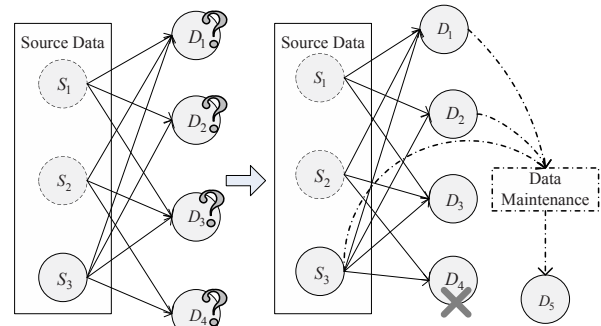 Source Data
S1
S2
S3
D1 ?
D2 ?
D3 ?
D4 ?
Source Data
S1
S2
S3
D1
D2
D3
D4
Data
Maintenance
D5